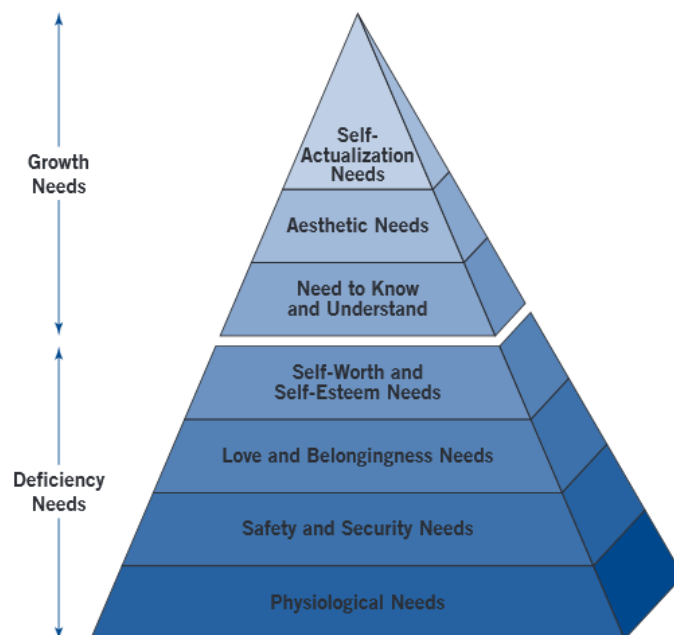 Growth
Needs
Self-
Actualization
Needs
Aesthetic Needs
Need to Know
and Understand
Deficiency
Needs
Self-Worth and
Self-Esteem Needs
Love and Belongingness Needs
Safety and Security Needs
Physiological Needs